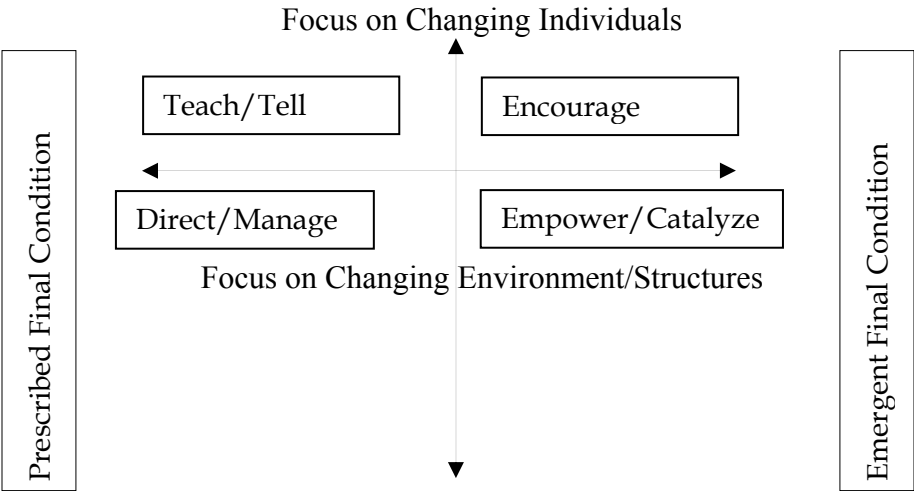 Focus on Changing Individuals
Prescribed Final Condition
Teach/Tell
Encourage
Direct/Manage
Empower/Catalyze
Focus on Changing Environment/Structures
Emergent Final Condition